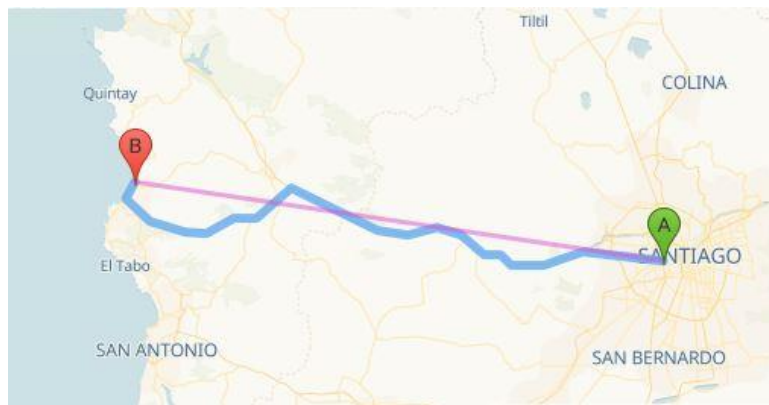 Tiltil
COLINA
Quintay
B
A
SANTIAGO
El Tabo
SAN ANTONIO
SAN BERNARDO